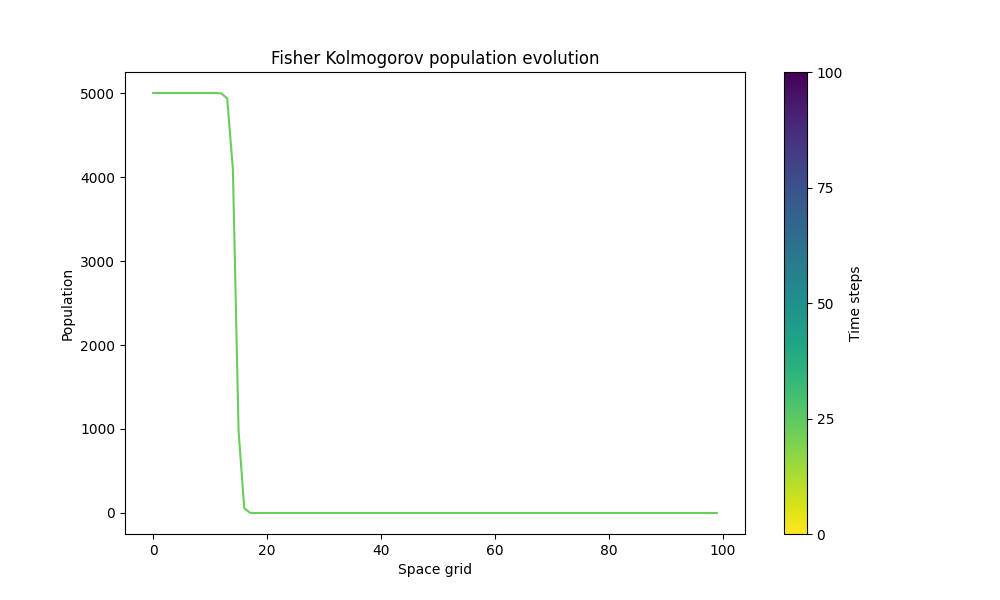 Fisher Kolmogorov population evolution
5000
4000
3000
2000
1000
0
Population
0 20 40 60 80 100
Space grid
100
75
50
25
0
Time steps